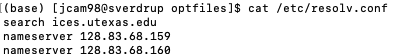 (base) [jcam98@sverdrup optfiles]$ cat /etc/resolv.conf
search ices.utexas.edu
nameserver 128.83.68.159
nameserver 128.83.68.160